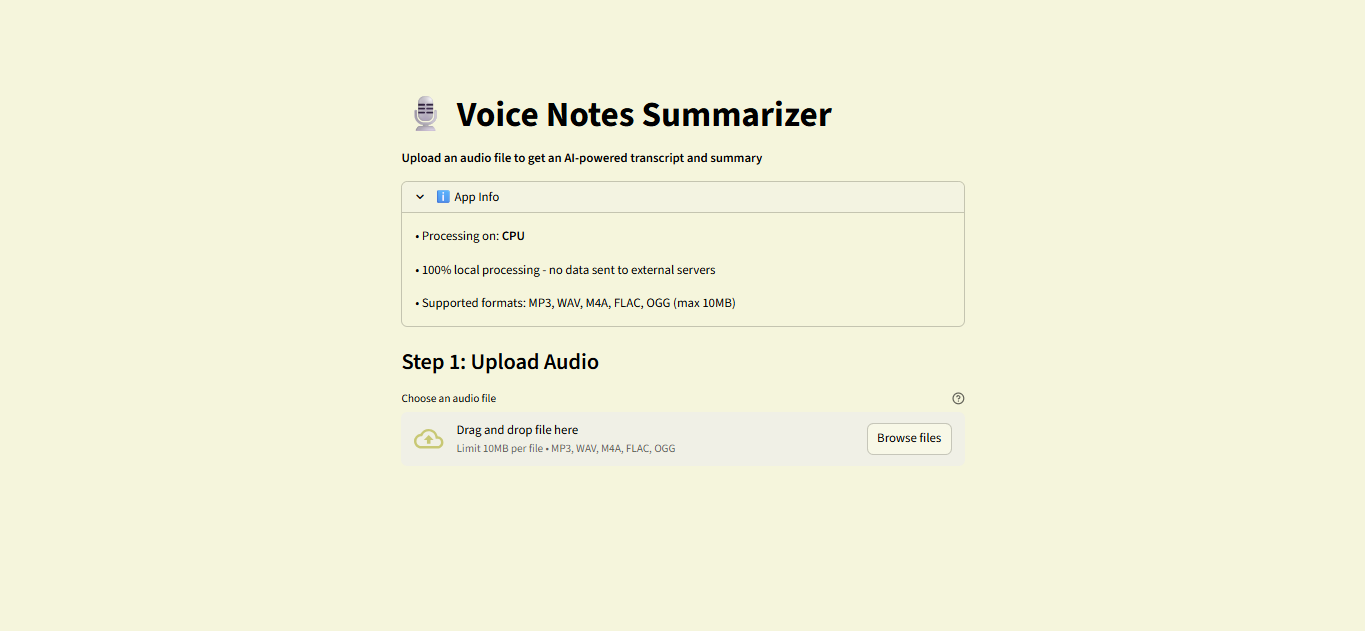 Voice Notes Summarizer
Upload an audio file to get an AI-powered transcript and summary
App Info
• Processing on: CPU
• 100% local processing - no data sent to external servers
• Supported formats: MP3, WAV, M4A, FLAC, OGG (max 10MB)
Step 1: Upload Audio
Choose an audio file
Drag and drop file here
Limit 10MB per file • MP3, WAV, M4A, FLAC, OGG
Browse files